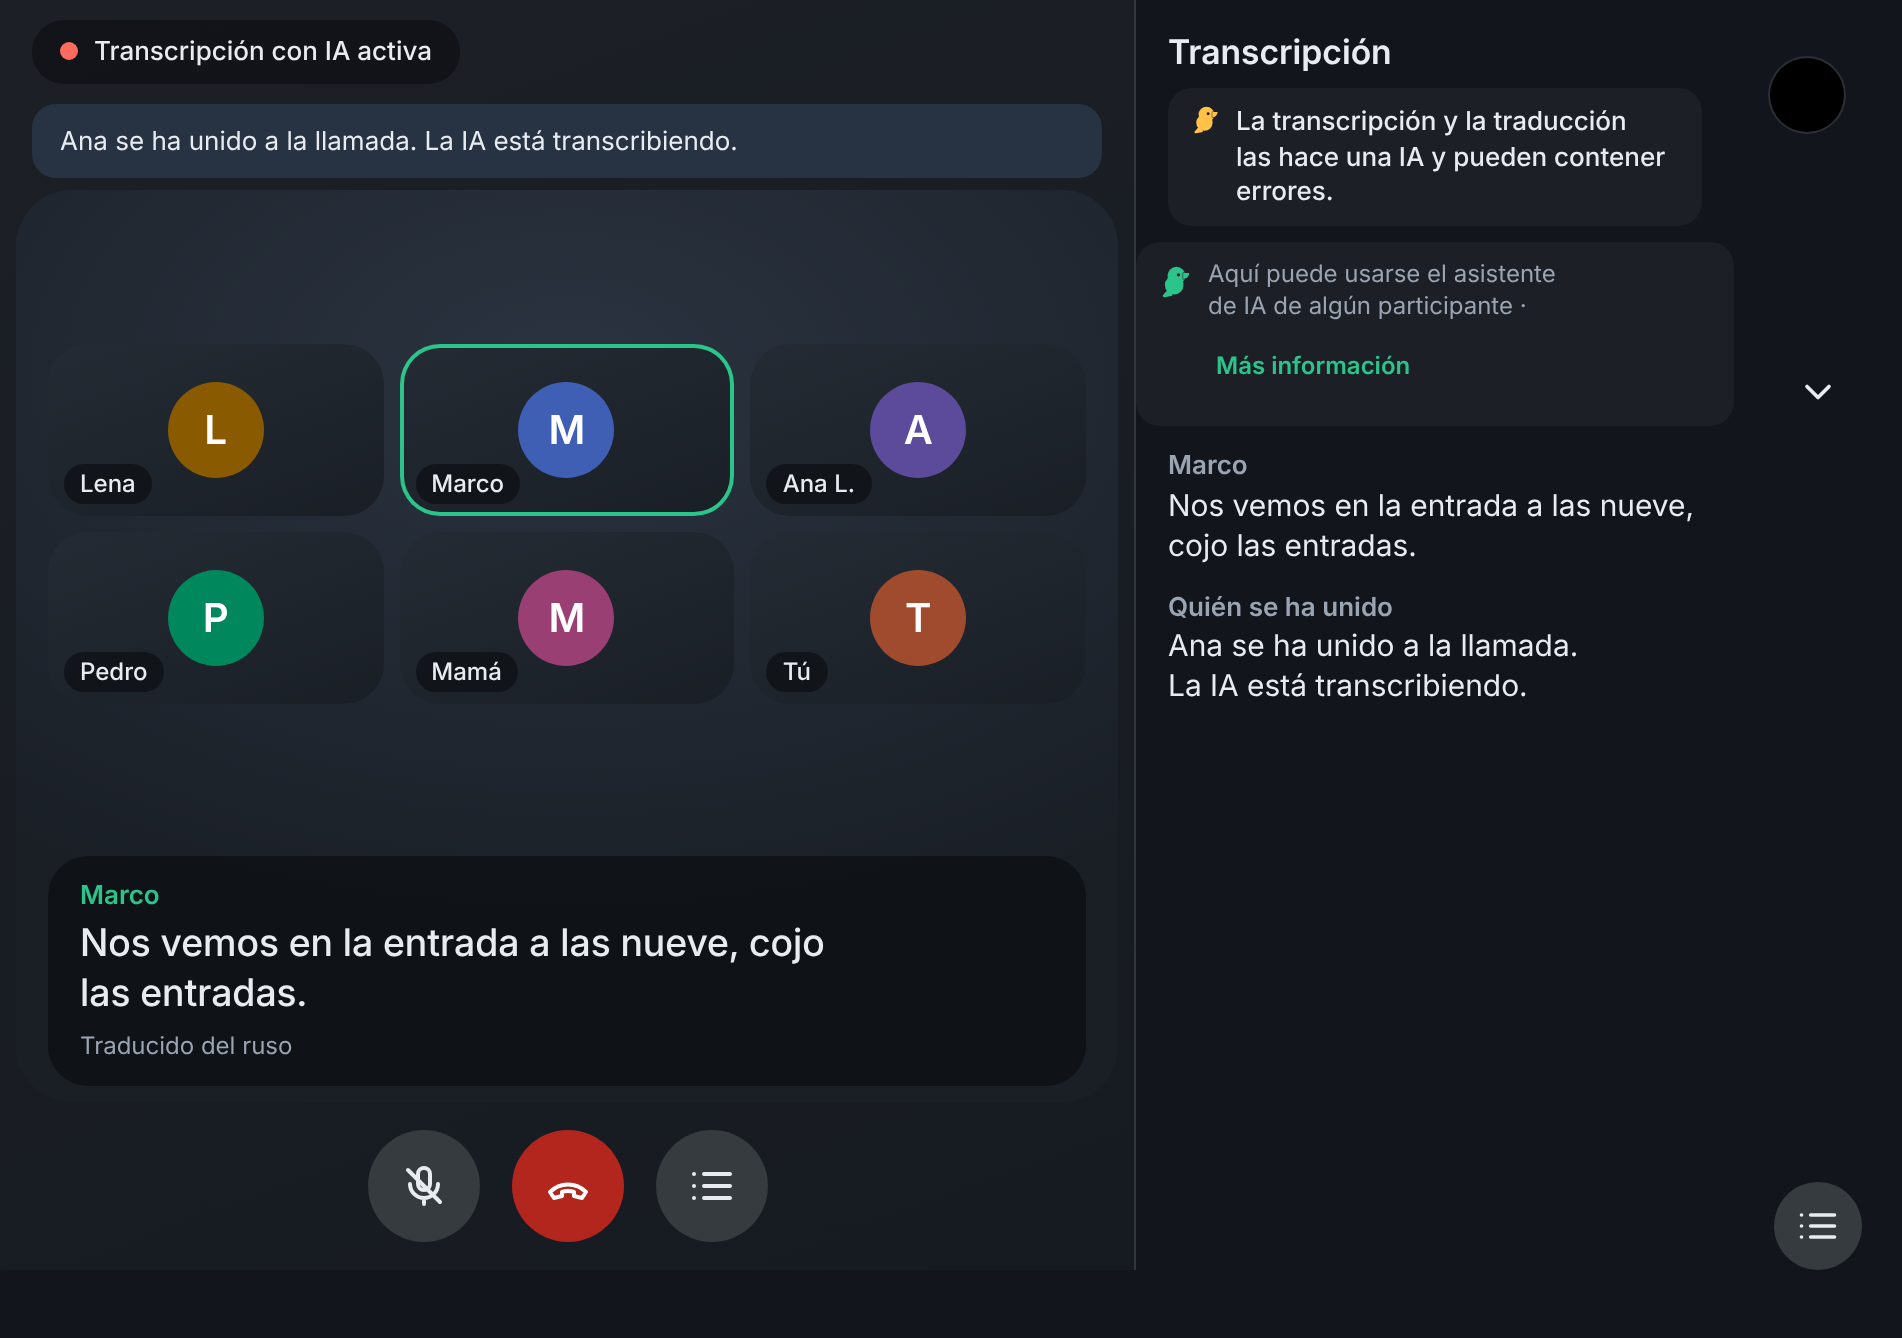 Transcripción con IA activa
Ana se ha unido a la llamada. La IA está transcribiendo.
L
Lena
M
Marco
A
Ana L.
P
Pedro
M
Mamá
T
Tú
Marco
Nos vemos en la entrada a las nueve, cojo
las entradas.
Traducido del ruso
Transcripción
La transcripción y la traducción
las hace una IA y pueden contener
errores.
Aquí puede usarse el asistente
de IA de algún participante ·
Más información
Marco
Nos vemos en la entrada a las nueve,
cojo las entradas.
Quién se ha unido
Ana se ha unido a la llamada.
La IA está transcribiendo.